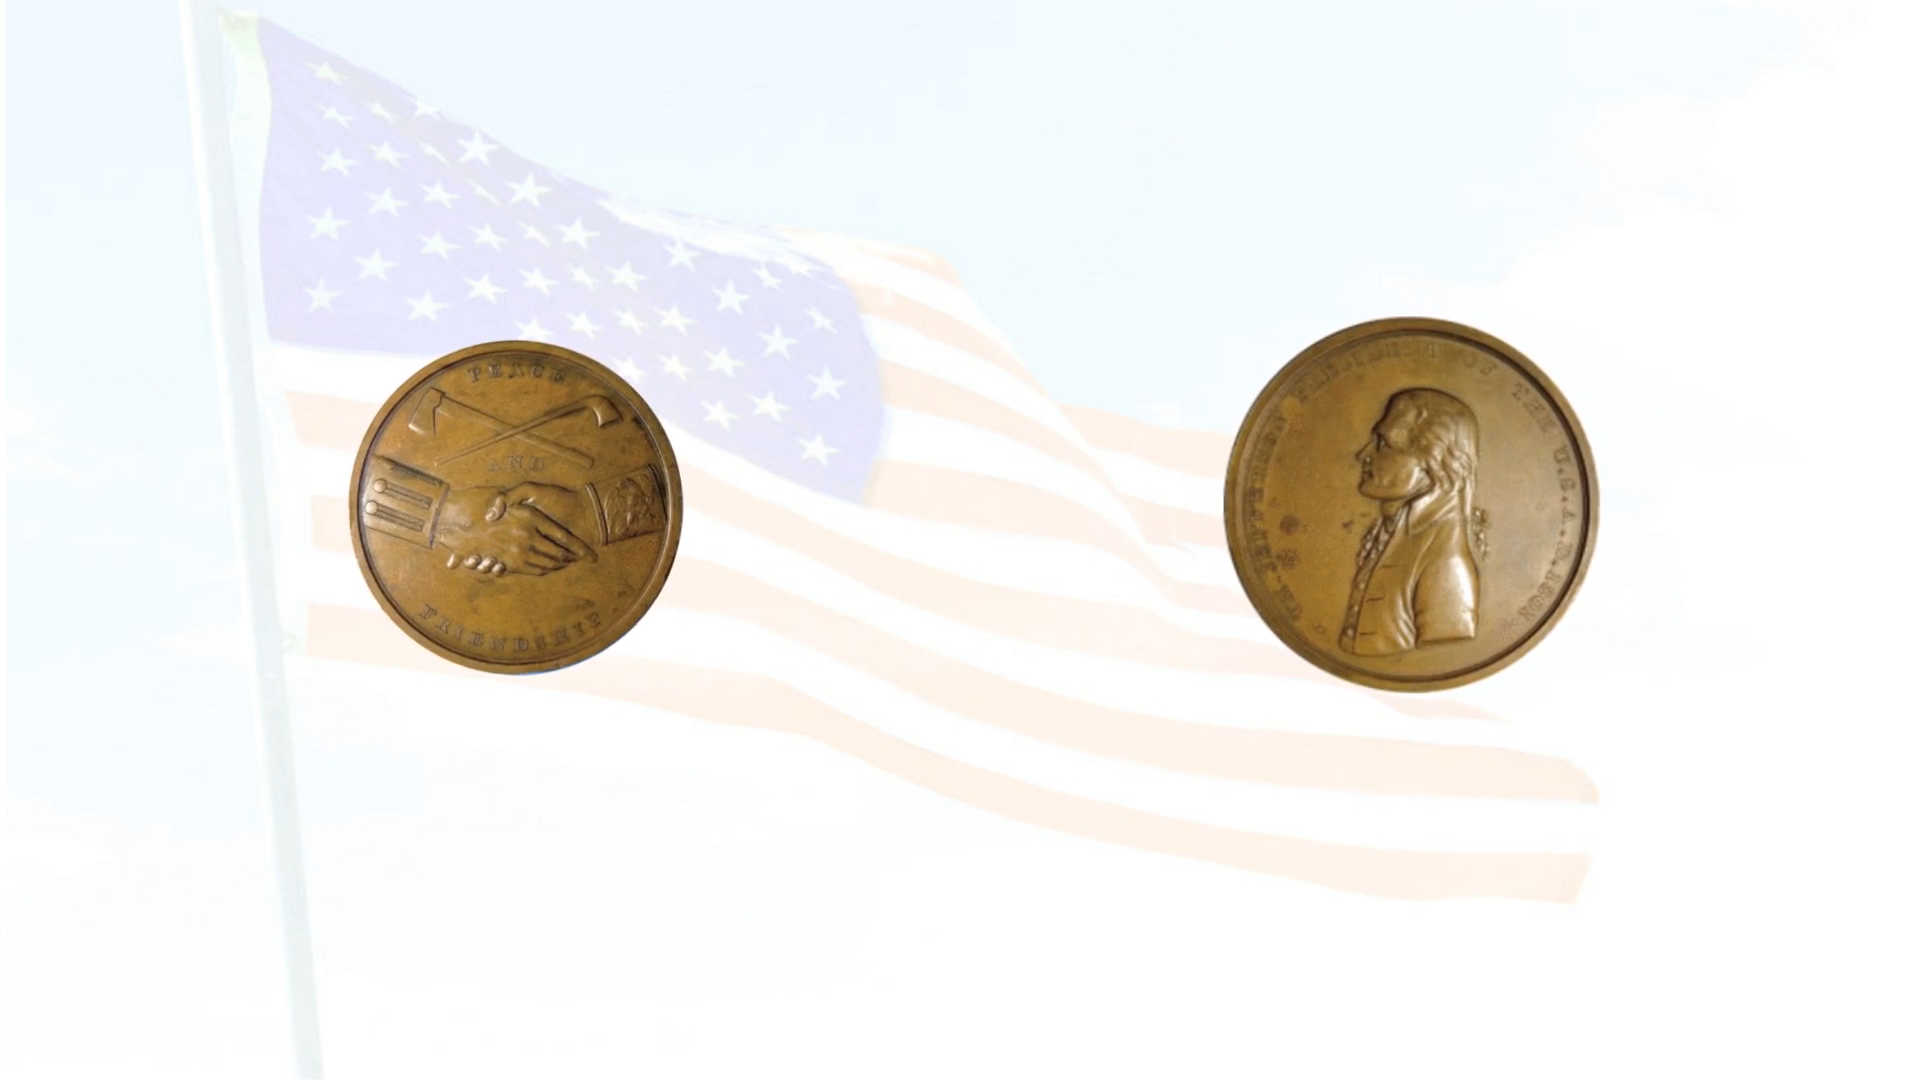 PEACE
AND
FRIENDSHIP
TH. JEFFERSON PRESIDENT OF THE U.S. A.D. 1801